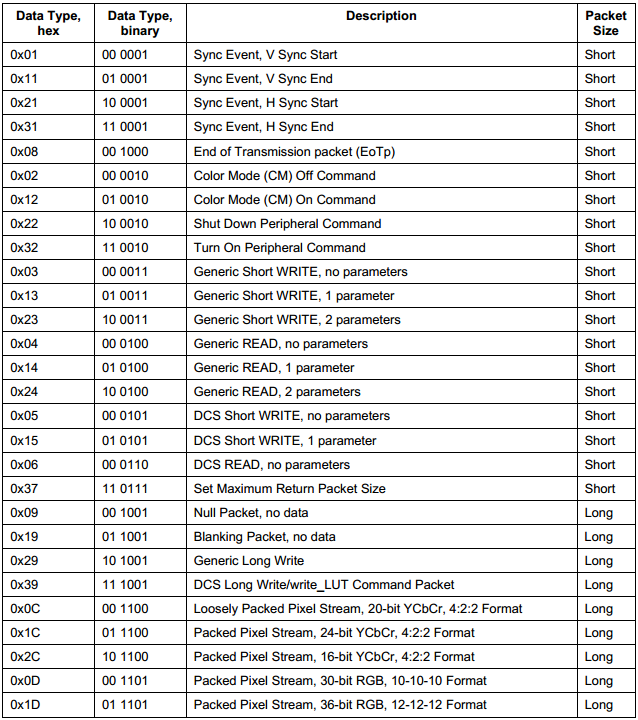 Data Type, hex Data Type, binary Description Packet Size
0x01 00 0001 Sync Event, V Sync Start Short
0x11 01 0001 Sync Event, V Sync End Short
0x21 10 0001 Sync Event, H Sync Start Short
0x31 11 0001 Sync Event, H Sync End Short
0x08 00 1000 End of Transmission packet (EoTp) Short
0x02 00 0010 Color Mode (CM) Off Command Short
0x12 01 0010 Color Mode (CM) On Command Short
0x22 10 0010 Shut Down Peripheral Command Short
0x32 11 0010 Turn On Peripheral Command Short
0x03 00 0011 Generic Short WRITE, no parameters Short
0x13 01 0011 Generic Short WRITE, 1 parameter Short
0x23 10 0011 Generic Short WRITE, 2 parameters Short
0x04 00 0100 Generic READ, no parameters Short
0x14 01 0100 Generic READ, 1 parameter Short
0x24 10 0100 Generic READ, 2 parameters Short
0x05 00 0101 DCS Short WRITE, no parameters Short
0x15 01 0101 DCS Short WRITE, 1 parameter Short
0x06 00 0110 DCS READ, no parameters Short
0x37 11 0111 Set Maximum Return Packet Size Short
0x09 00 1001 Null Packet, no data Long
0x19 01 1001 Blanking Packet, no data Long
0x29 10 1001 Generic Long Write Long
0x39 11 1001 DCS Long Write/write_LUT Command Packet Long
0x0C 00 1100 Loosely Packed Pixel Stream, 20-bit YCbCr, 4:2:2 Format Long
0x1C 01 1100 Packed Pixel Stream, 24-bit YCbCr, 4:2:2 Format Long
0x2C 10 1100 Packed Pixel Stream, 16-bit YCbCr, 4:2:2 Format Long
0x0D 00 1101 Packed Pixel Stream, 30-bit RGB, 10-10-10 Format Long
0x1D 01 1101 Packed Pixel Stream, 36-bit RGB, 12-12-12 Format Long